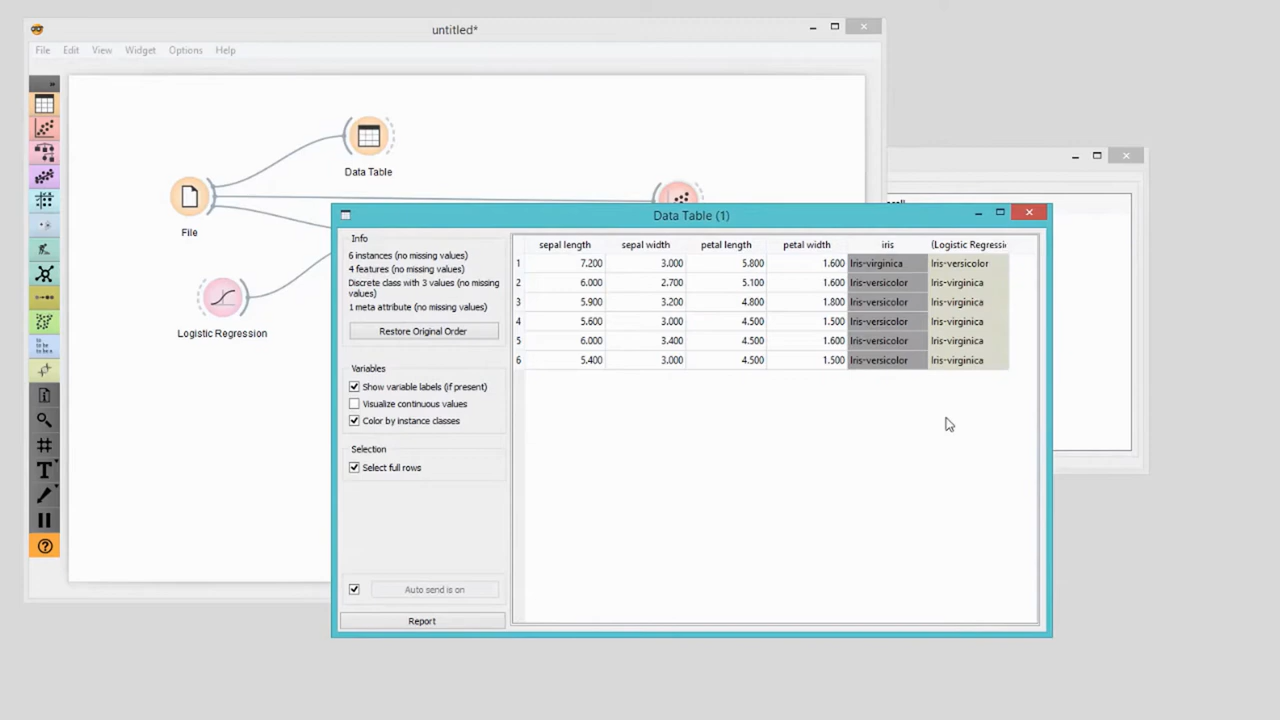 untitled*
File Edit View Widget Options Help
Data Table
File
Logistic Regression
Data Table (1)
Info
6 instances (no missing values)
4 features (no missing values)
Discrete class with 3 values (no missing
values)
1 meta attribute (no missing values)
Restore Original Order
Variables
Show variable labels (if present)
Visualize continuous values
Color by instance classes
Selection
Select full rows
Auto send is on
Report
sepal length sepal width petal length petal width iris (Logistic Regressi
1 7.200 3.000 5.800 1.600 Iris-virginica Iris-versicolor
2 6.000 2.700 5.100 1.600 Iris-versicolor Iris-virginica
3 5.900 3.200 4.800 1.800 Iris-versicolor Iris-virginica
4 5.600 3.000 4.500 1.500 Iris-versicolor Iris-virginica
5 6.000 3.400 4.500 1.600 Iris-versicolor Iris-virginica
6 5.400 3.000 4.500 1.500 Iris-versicolor Iris-virginica